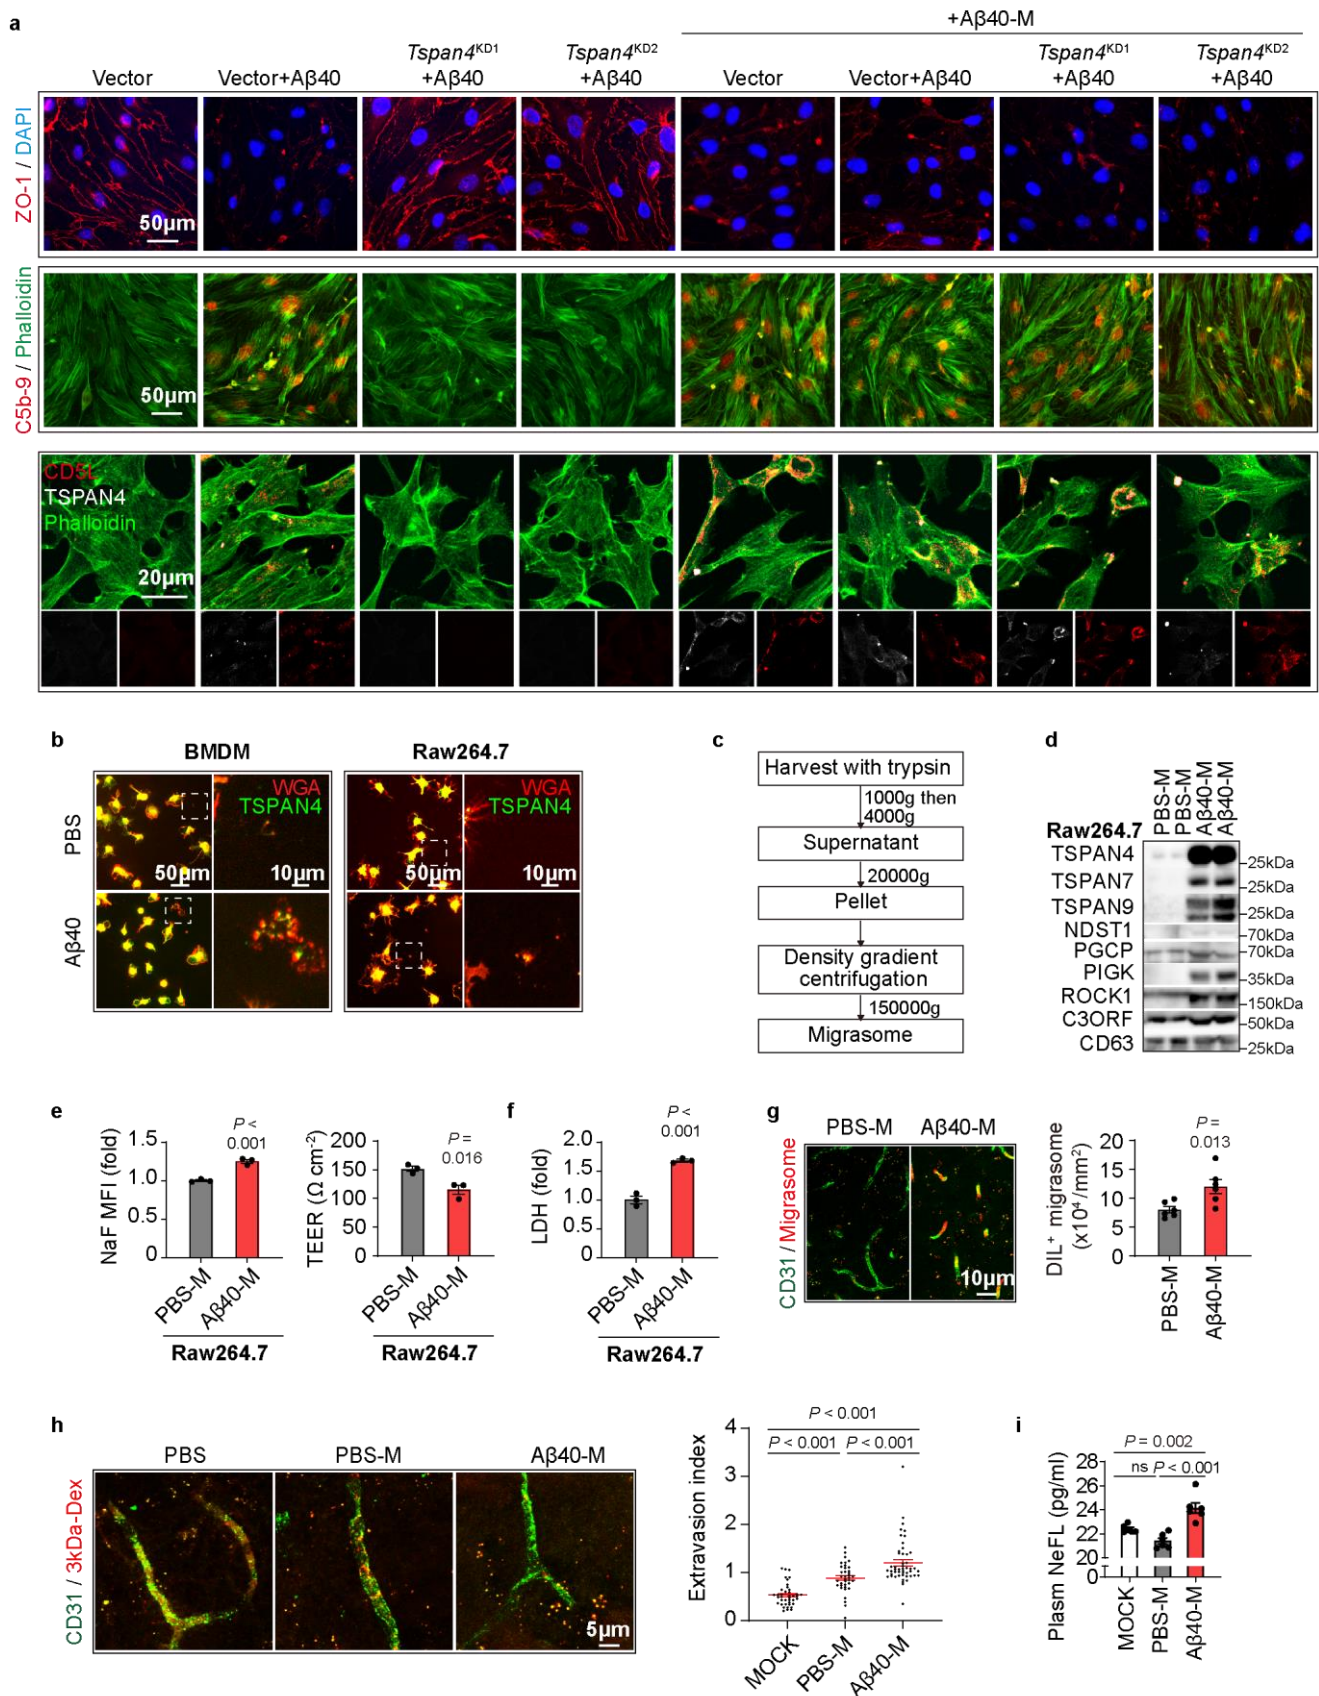 a
+Aβ40-M
Vector
Vector+Aβ40
Tspan4KD1
+Aβ40
Tspan4KD2
+Aβ40
Vector
Vector+Aβ40
Tspan4KD1
+Aβ40
Tspan4KD2
+Aβ40
ZO-1 / DAPI
50μm
C5b-9 / Phalloidin
50μm
CD5L
TSPAN4
Phalloidin
20μm
b
BMDM
Raw264.7
PBS
Aβ40
WGA
TSPAN4
50μm
10μm
WGA
TSPAN4
50μm
10μm
c
Harvest with trypsin
1000g then
4000g
Supernatant
20000g
Pellet
Density gradient
centrifugation
150000g
Migrasome
d
Raw264.7
PBS-M
PBS-M
Aβ40-M
Aβ40-M
TSPAN4
25kDa
TSPAN7
25kDa
TSPAN9
25kDa
NDST1
70kDa
PGCP
70kDa
PIGK
35kDa
ROCK1
150kDa
C3ORF
50kDa
CD63
25kDa
e
NaF MFI (fold)
1.5
1.0
0.5
0
P <
0.001
PBS-M
Aβ40-M
Raw264.7
TEER (Ω cm-2)
200
150
100
50
0
P =
0.016
PBS-M
Aβ40-M
Raw264.7
f
LDH (fold)
2.0
1.5
1.0
0.5
0
P <
0.001
PBS-M
Aβ40-M
Raw264.7
g
PBS-M
Aβ40-M
CD31 / Migrasome
10μm
DIL+ migrasome
(x104/mm2)
20
15
10
5
0
P =
0.013
PBS-M
Aβ40-M
h
PBS
PBS-M
Aβ40-M
CD31 / 3kDa-Dex
5μm
Extravasion index
4
3
2
1
0
P < 0.001
P < 0.001
P < 0.001
MOCK
PBS-M
Aβ40-M
i
Plasm NeFL (pg/ml)
28
26
24
22
20
0
P = 0.002
ns
P < 0.001
MOCK
PBS-M
Aβ40-M